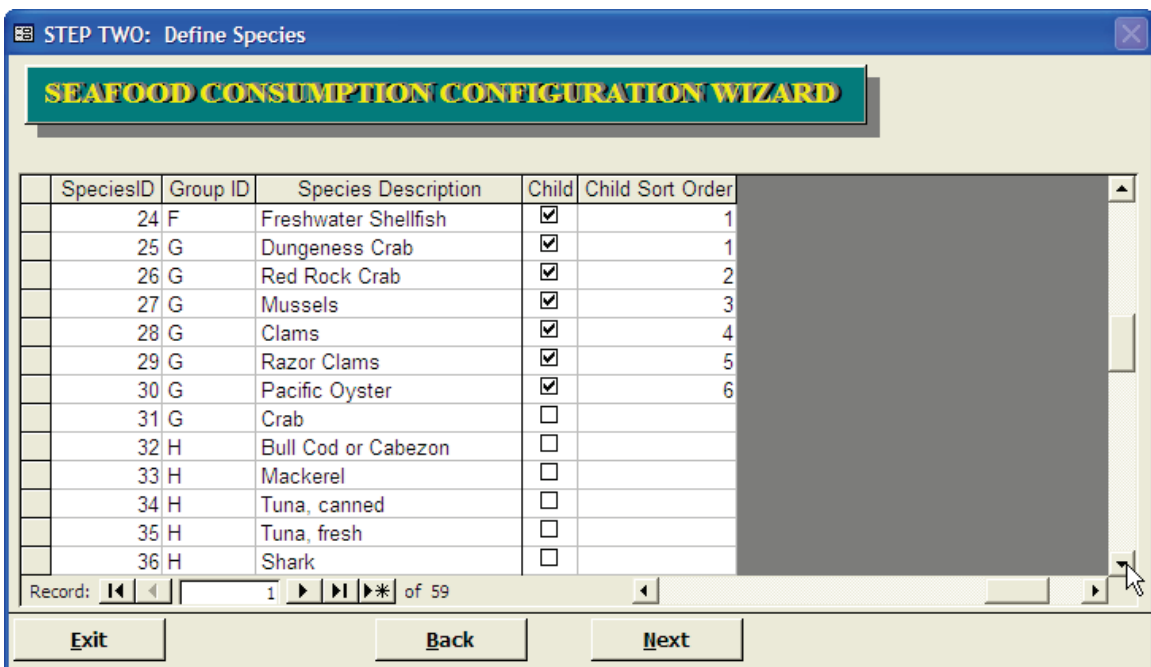 STEP TWO: Define Species
SEAFOOD CONSUMPTION CONFIGURATION WIZARD
SpeciesID Group ID Species Description Child Child Sort Order
24 F Freshwater Shellfish 1
25 G Dungeness Crab 1
26 G Red Rock Crab 2
27 G Mussels 3
28 G Clams 4
29 G Razor Clams 5
30 G Pacific Oyster 6
31 G Crab
32 H Bull Cod or Cabezon
33 H Mackerel
34 H Tuna, canned
35 H Tuna, fresh
36 H Shark
Record: 1 of 59
Exit Back Next